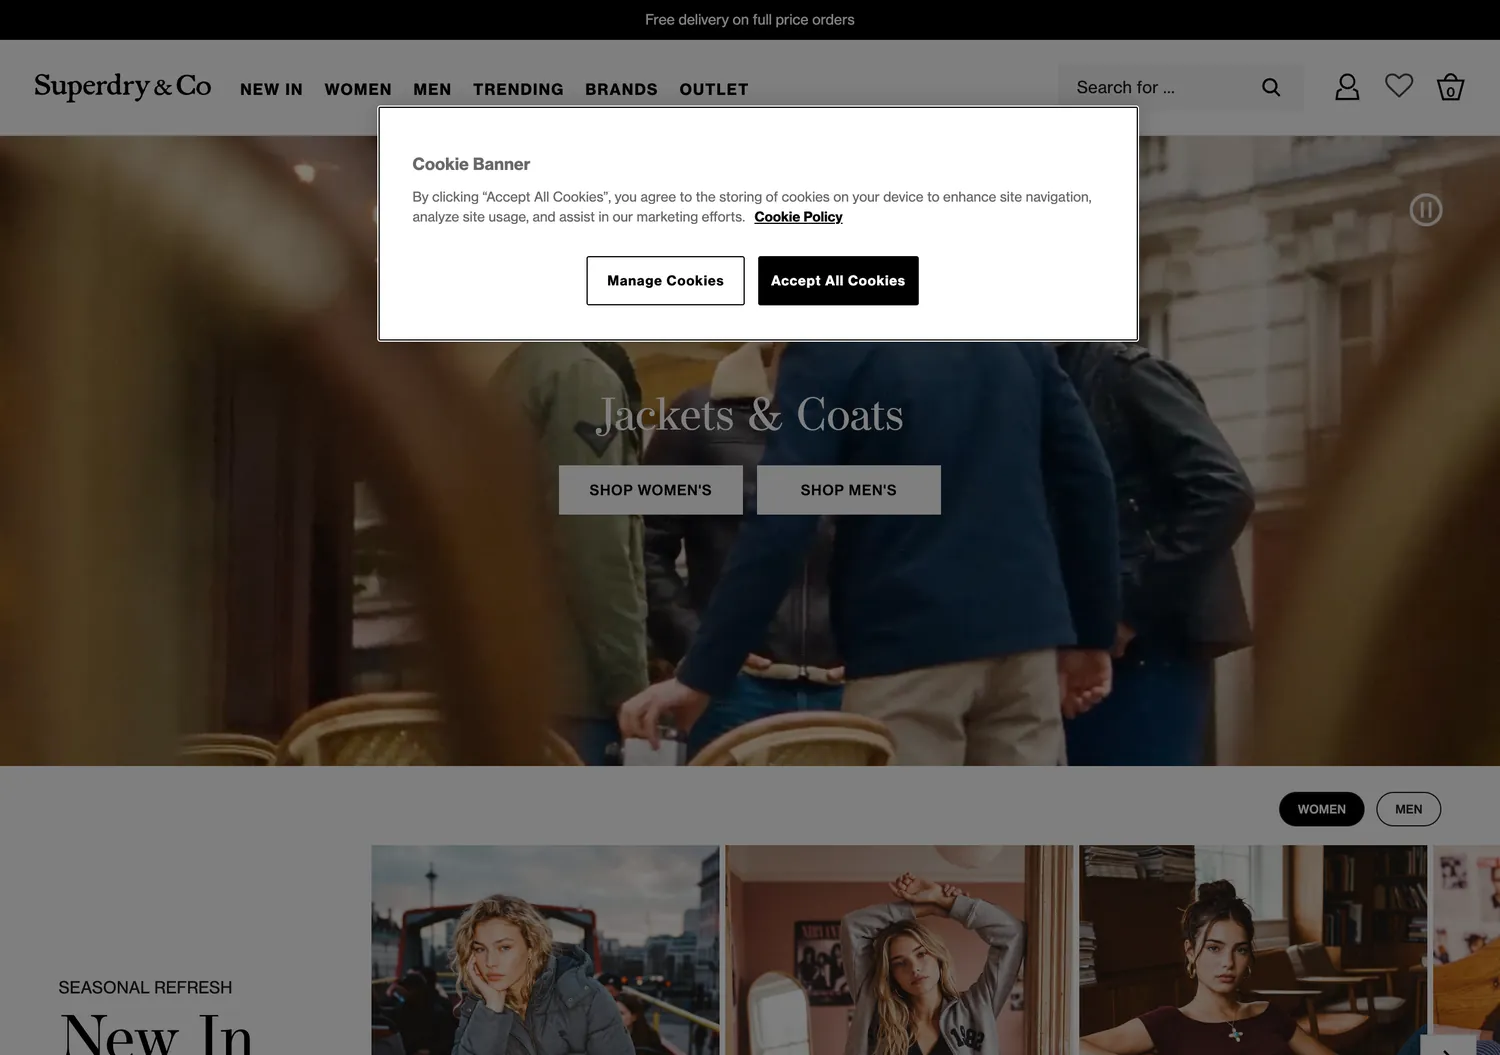 Free delivery on full price orders
Superdry & Co
NEW IN
WOMEN
MEN
TRENDING
BRANDS
OUTLET
Search for ...
0
Cookie Banner
By clicking “Accept All Cookies”, you agree to the storing of cookies on your device to enhance site navigation,
analyze site usage, and assist in our marketing efforts. Cookie Policy
Manage Cookies
Accept All Cookies
Jackets & Coats
SHOP WOMEN'S
SHOP MEN'S
WOMEN
MEN
SEASONAL REFRESH
New In
NIRVANA
1982